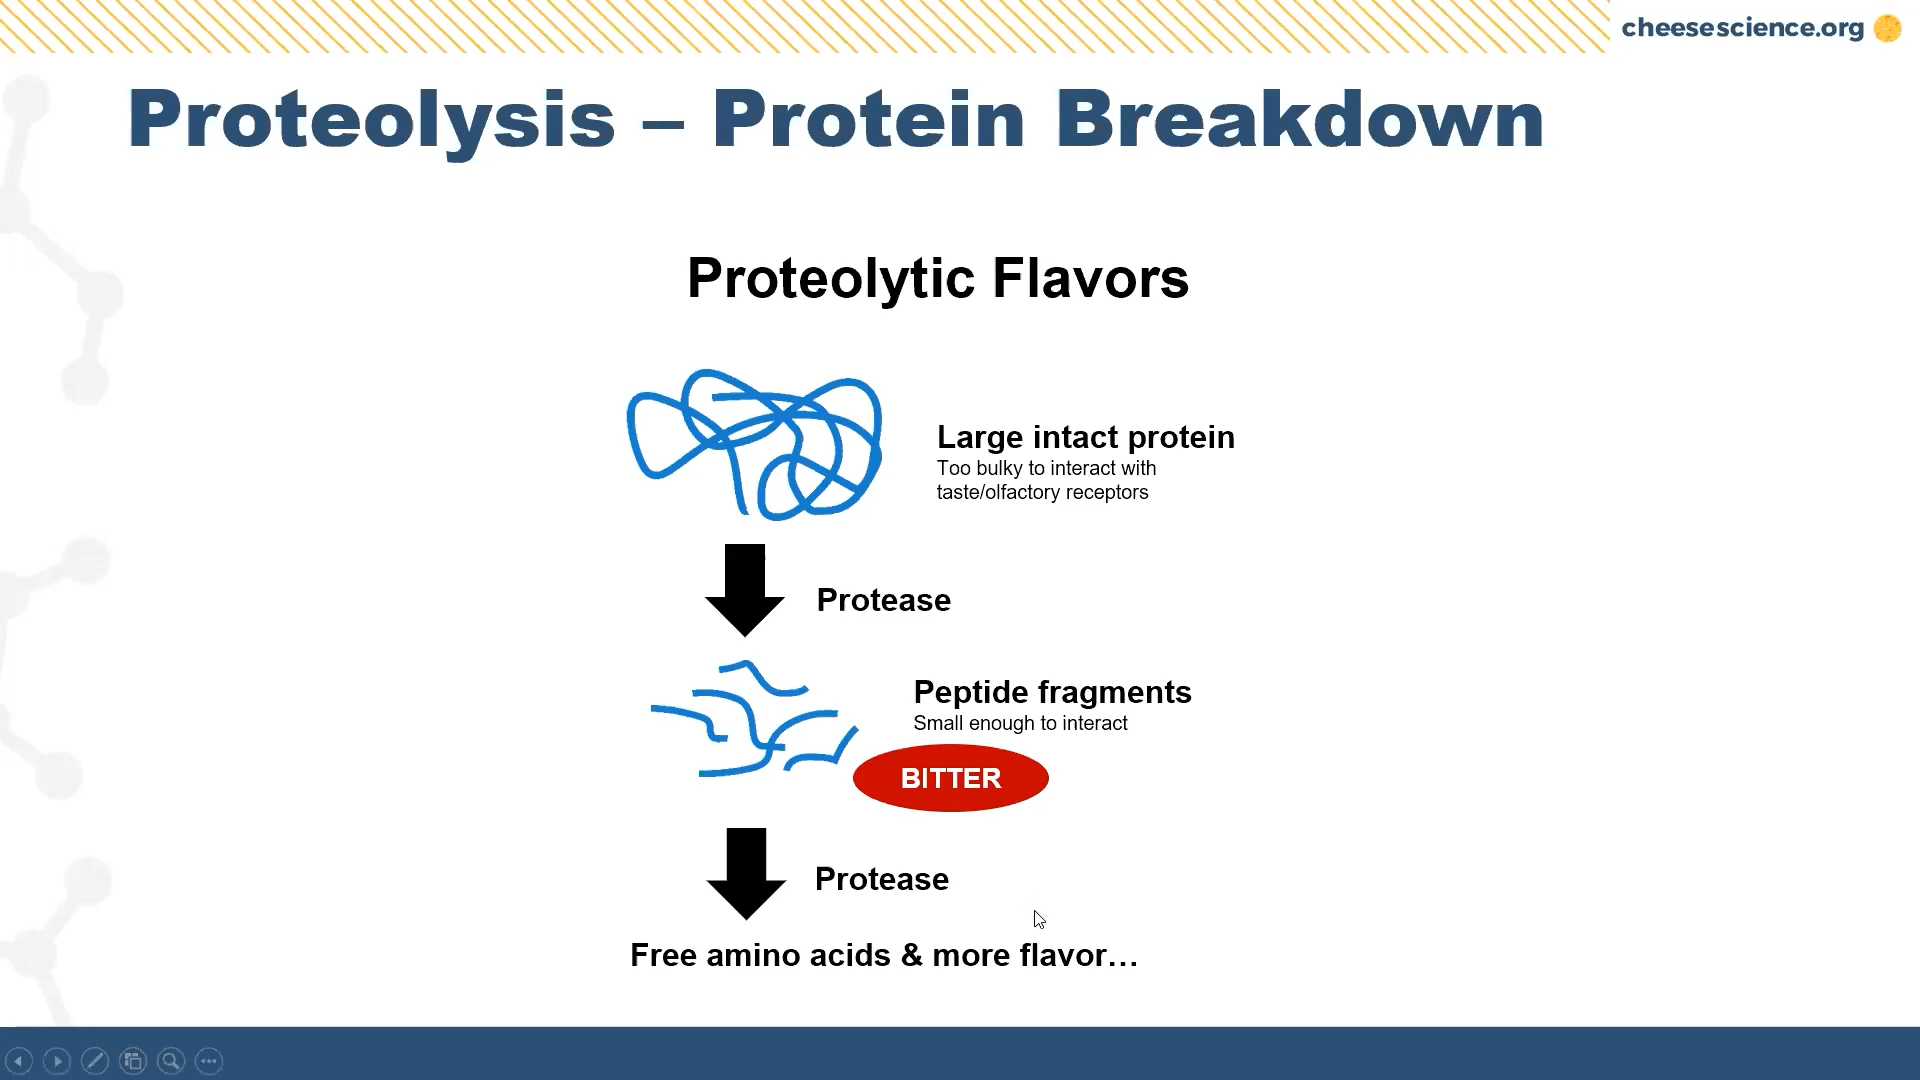 cheesescience.org
Proteolysis – Protein Breakdown
Proteolytic Flavors
Large intact protein
Too bulky to interact with
taste/olfactory receptors
Protease
Peptide fragments
Small enough to interact
BITTER
Protease
Free amino acids & more flavor…